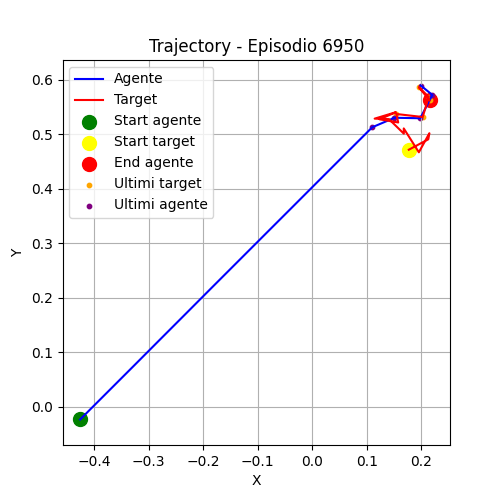 Trajectory - Episodio 6950
Agente
Target
Start agente
Start target
End agente
Ultimi target
Ultimi agente
Y
0.6
0.5
0.4
0.3
0.2
0.1
0.0
−0.4 −0.3 −0.2 −0.1 0.0 0.1 0.2
X